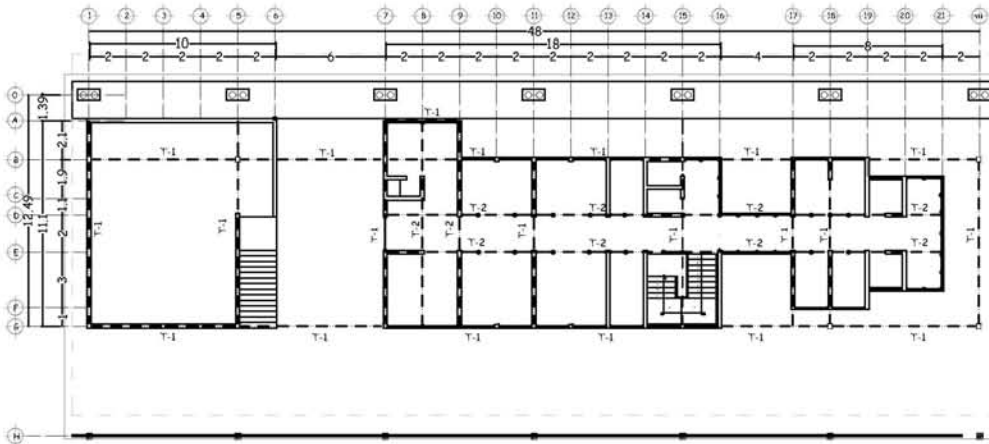 1 2 3 4 5 6 7 8 9 10 11 12 13 14 15 16 17 18 19 20 21
48
10 18 8
2 2 2 2 2 6 2 2 2 2 2 2 2 2 2 4 2 2 2 2 2
O
1.39
A
T-1
2.1
B
T-1 T-1 T-1 T-1 T-1 T-1
1.9
C
1.1
D
T-2 T-2 T-2 T-2
12.49
11.1
2
T-1 T-1 T-1 T-2 T-2 T-1 T-1 T-1 T-1 T-1
T-2 T-2 T-2 T-2
E
3
F
1
G
T-1 T-1 T-1 T-1 T-1 T-1
H